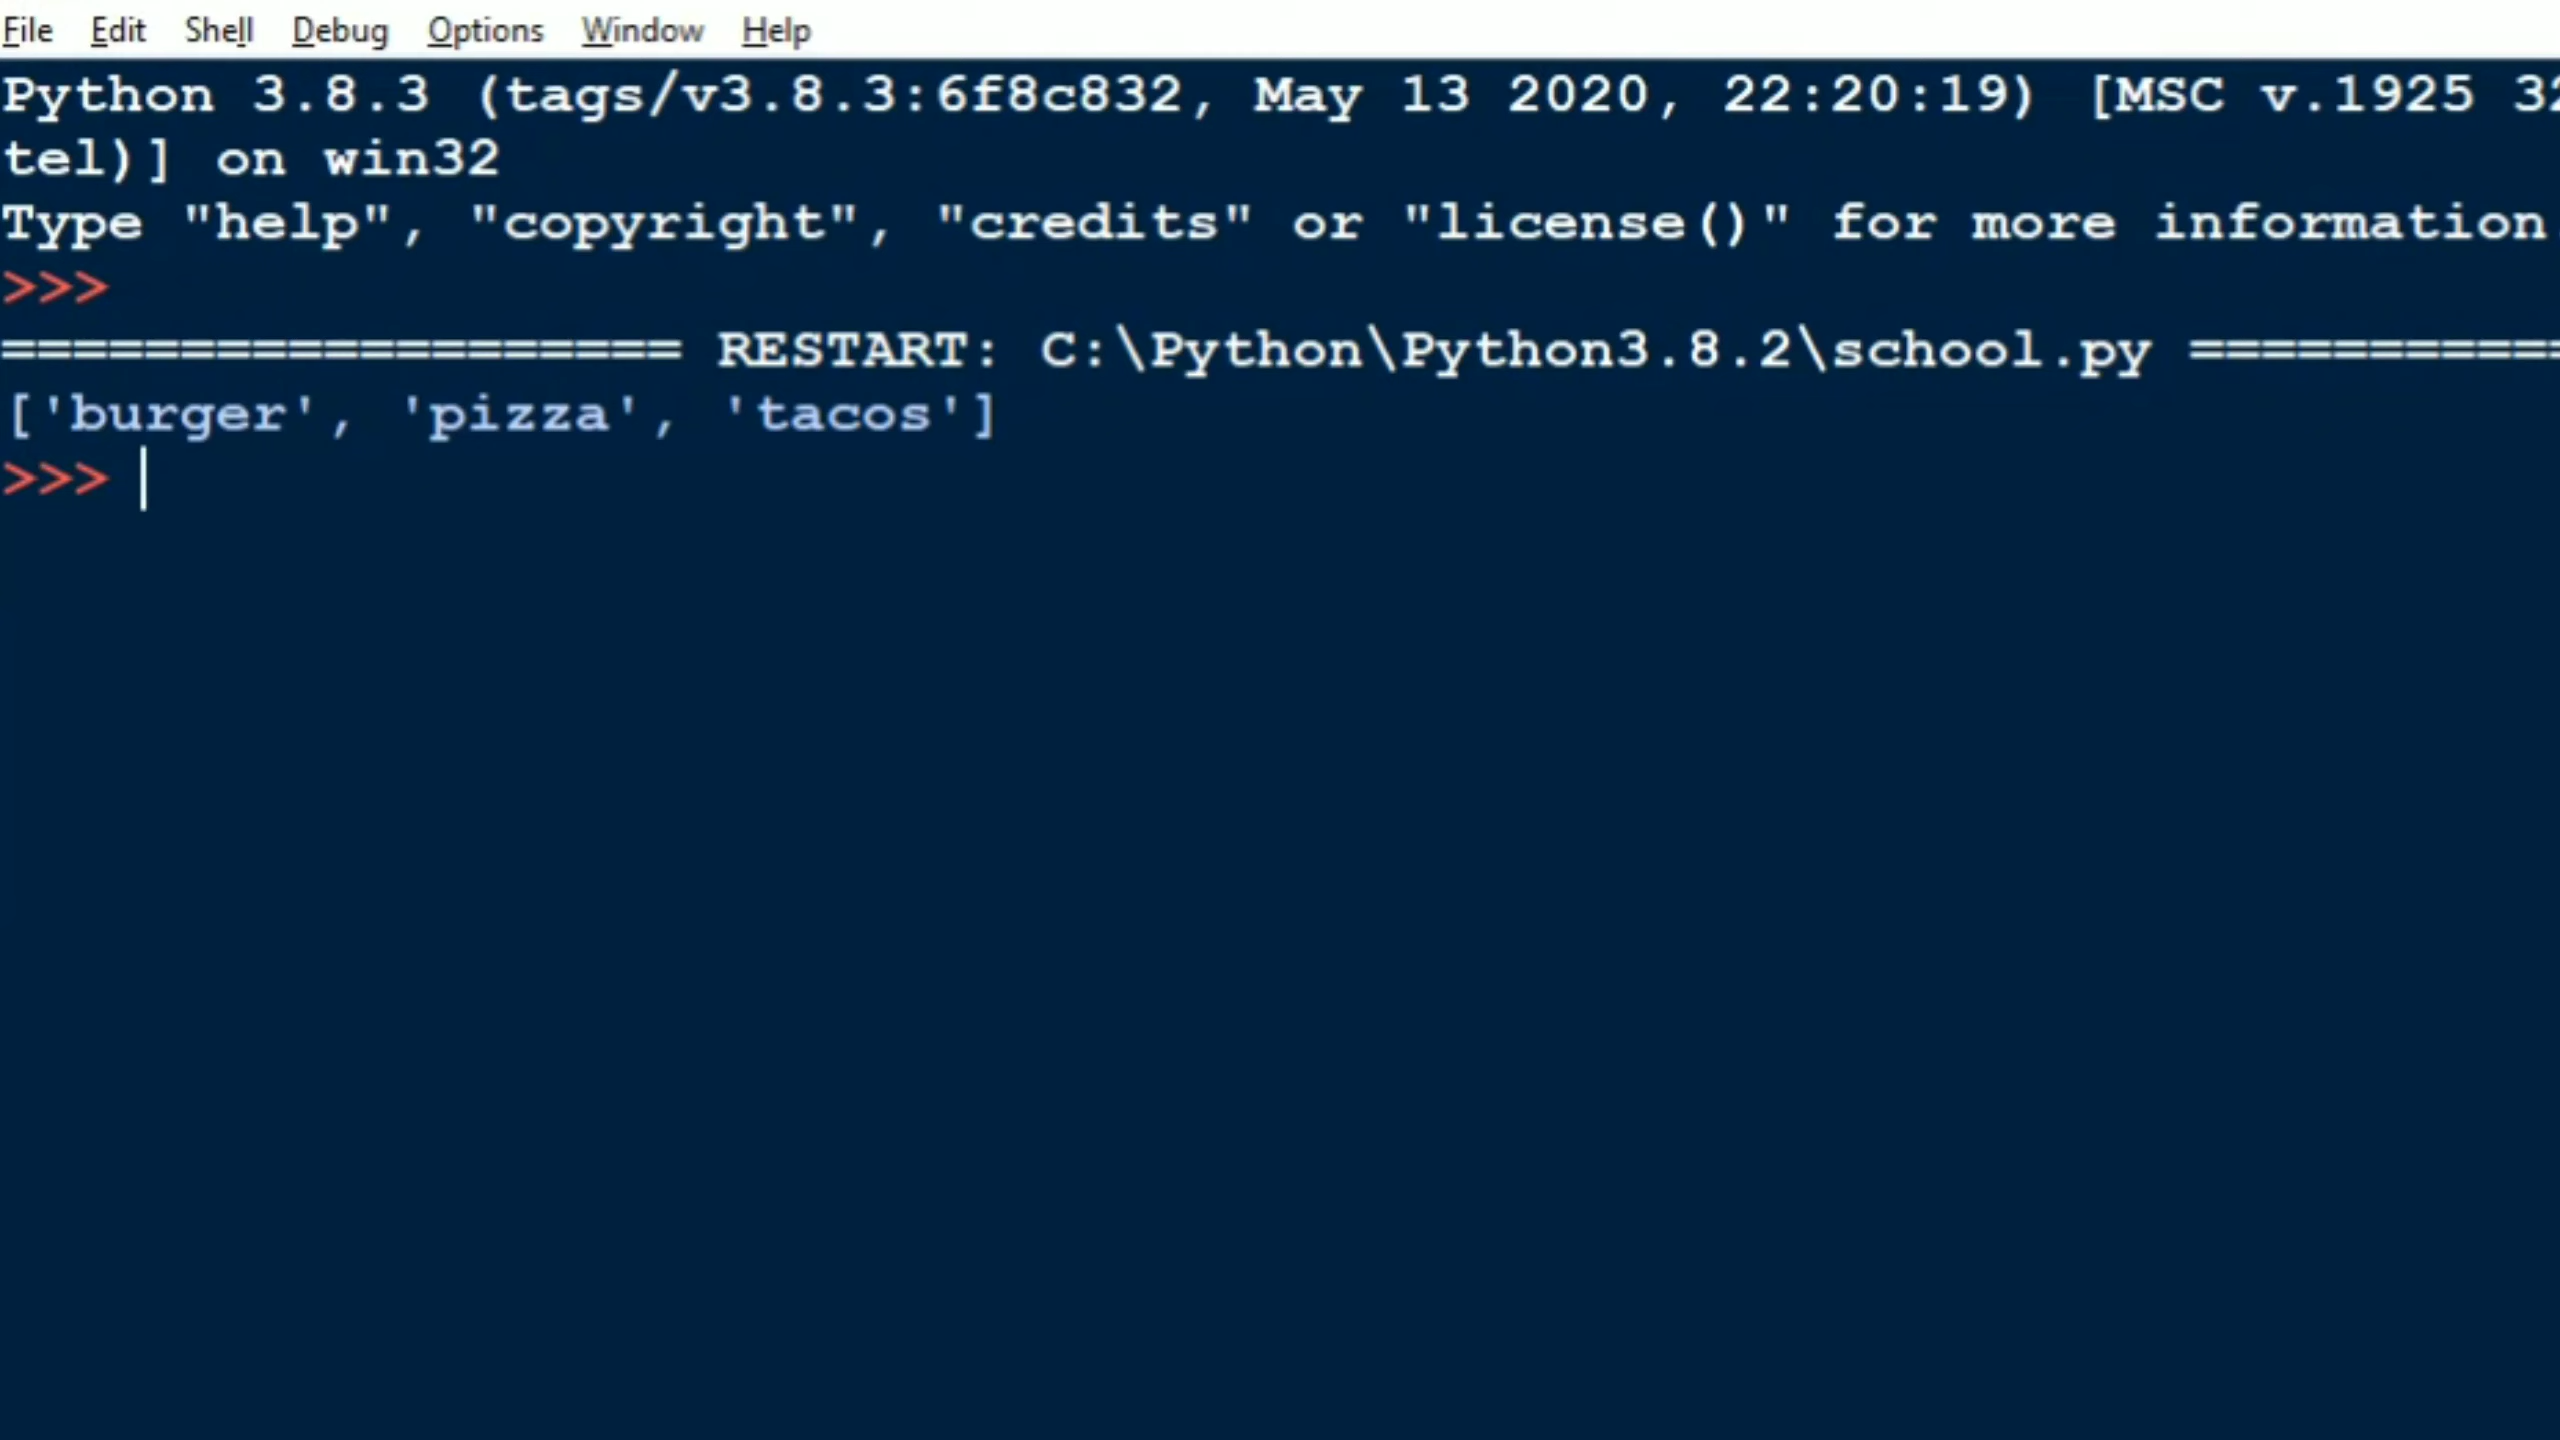 File Edit Shell Debug Options Window Help
Python 3.8.3 (tags/v3.8.3:6f8c832, May 13 2020, 22:20:19) [MSC v.1925 32
tel)] on win32
Type "help", "copyright", "credits" or "license()" for more information.
>>>
=================== RESTART: C:\Python\Python3.8.2\school.py ===========
['burger', 'pizza', 'tacos']
>>>